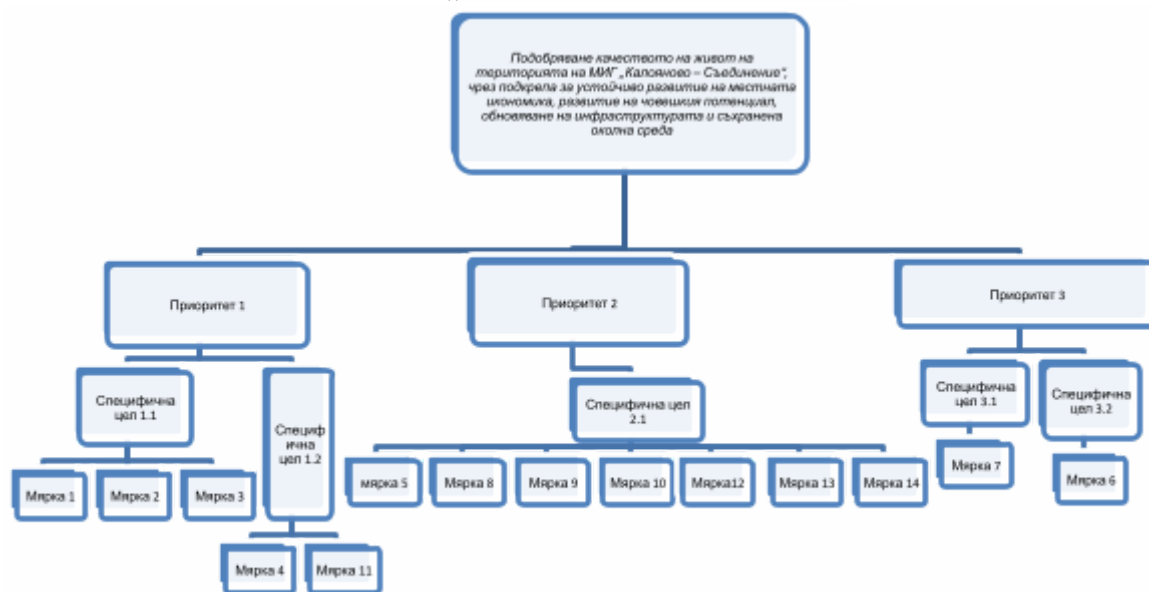 Подобряване качеството на живот на
територията на МИГ „Калояново – Съединение“,
чрез подкрепа за устойчиво развитие на местната
икономика, развитие на човешкия потенциал,
обновяване на инфраструктурата и съхранена
околна среда
Приоритет 1
Приоритет 2
Приоритет 3
Специфична
цел 1.1
Специф
ична
цел 1.2
Специфична цел
2.1
Специфична
цел 3.1
Специфична
цел 3.2
Мярка 1
Мярка 2
Мярка 3
Мярка 4
Мярка 11
мярка 5
Мярка 8
Мярка 9
Мярка 10
Мярка12
Мярка 13
Мярка 14
Мярка 7
Мярка 6